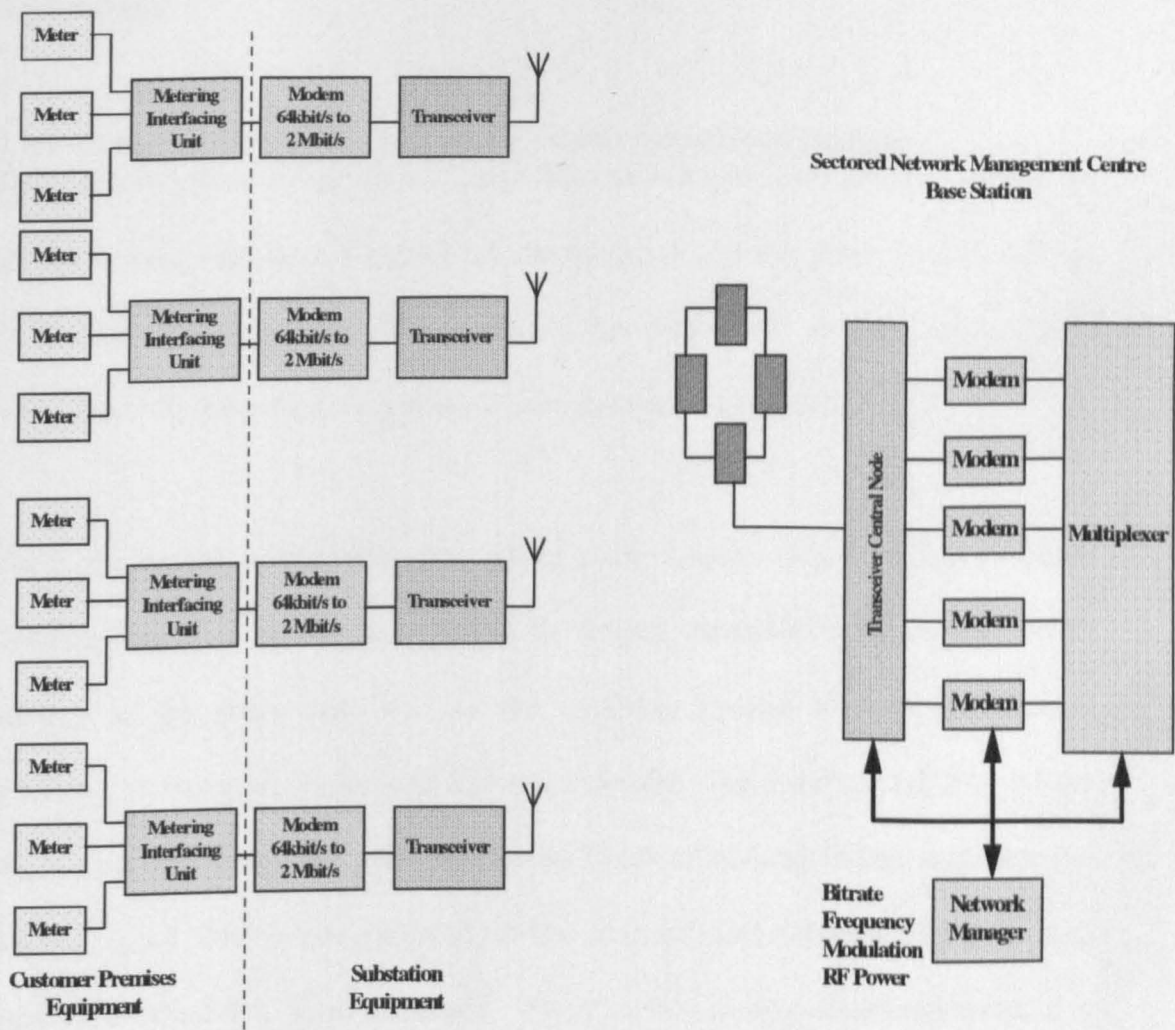 Meter
Meter
Meter
Metering
Interfacing
Unit
Modem
64kbit/s to
2 Mbit/s
Transceiver
Meter
Meter
Meter
Metering
Interfacing
Unit
Modem
64kbit/s to
2 Mbit/s
Transceiver
Meter
Meter
Meter
Metering
Interfacing
Unit
Modem
64kbit/s to
2 Mbit/s
Transceiver
Meter
Meter
Meter
Metering
Interfacing
Unit
Modem
64kbit/s to
2 Mbit/s
Transceiver
Customer Premises
Equipment
Substation
Equipment
Sectored Network Management Centre
Base Station
Transceiver Central Node
Modem
Modem
Modem
Modem
Modem
Multiplexer
Bitrate
Frequency
Modulation
RF Power
Network
Manager